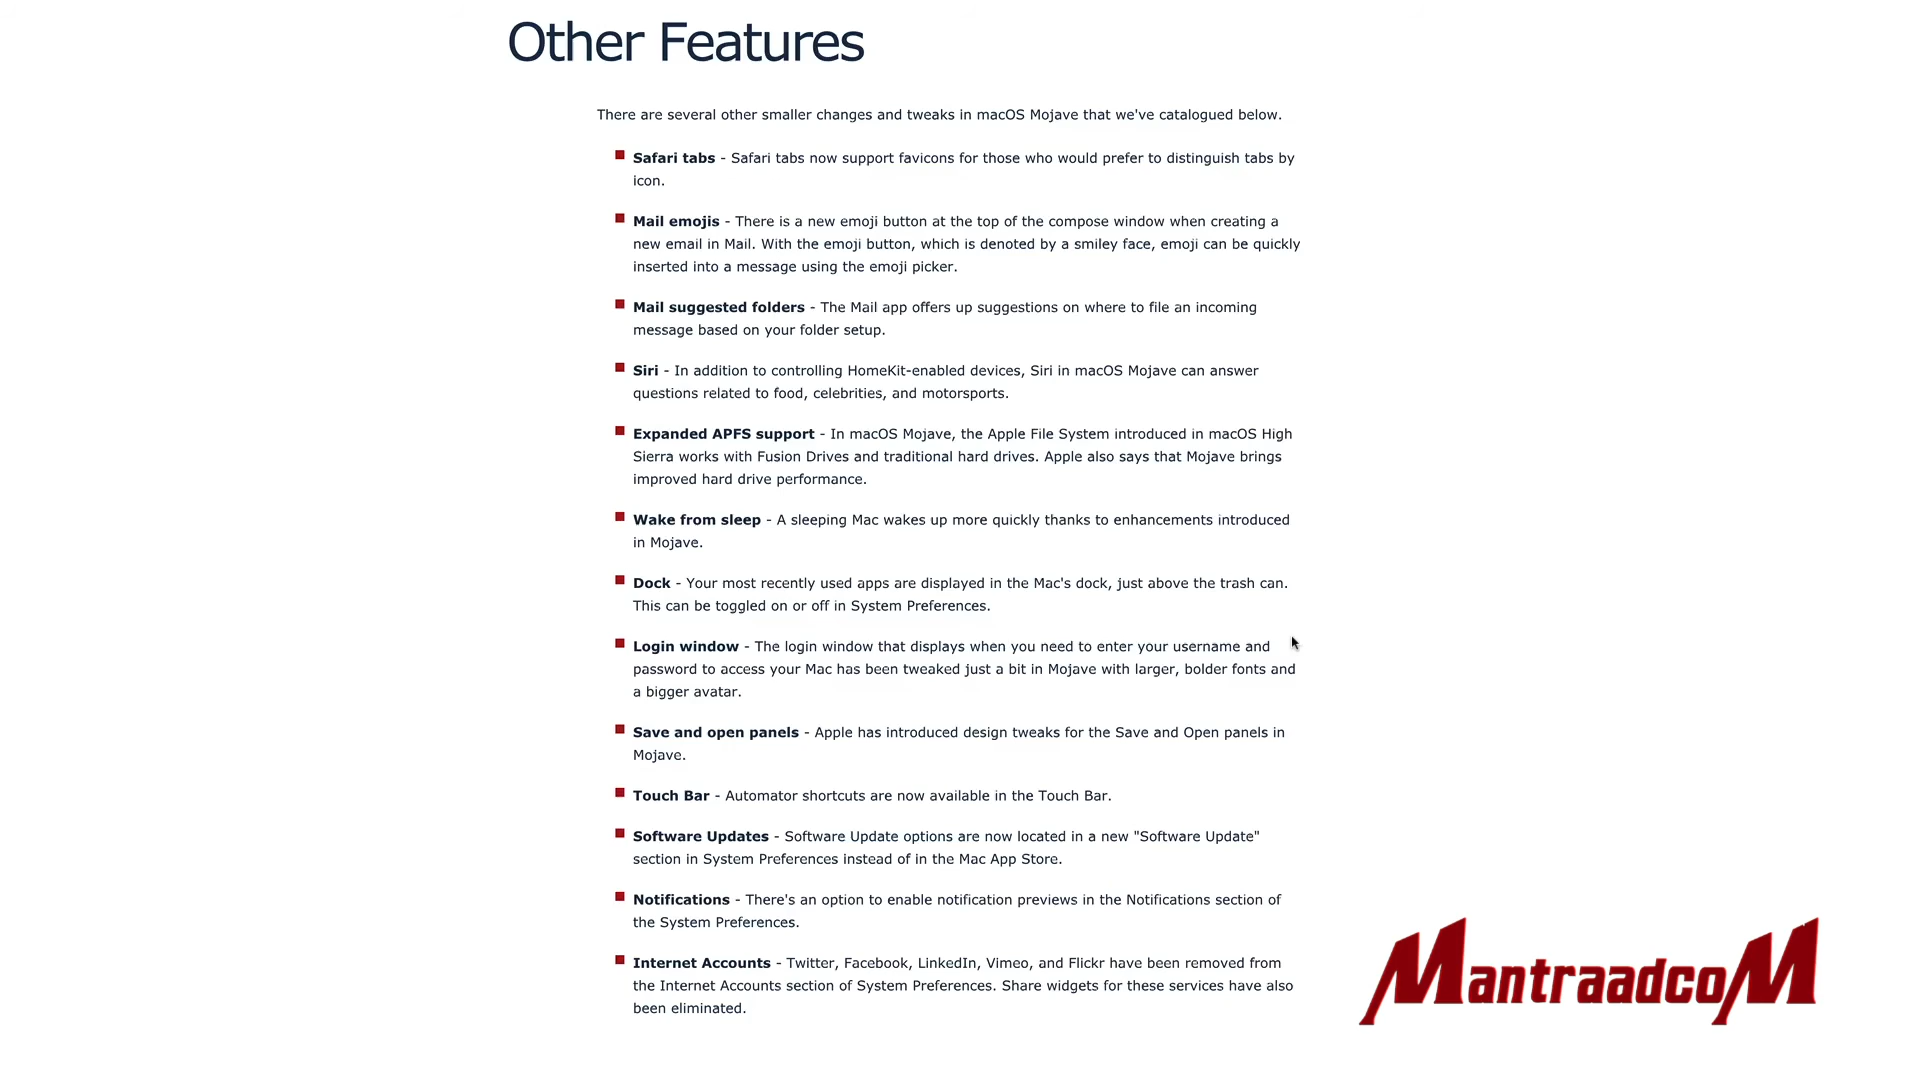 Other Features
There are several other smaller changes and tweaks in macOS Mojave that we've catalogued below.
Safari tabs - Safari tabs now support favicons for those who would prefer to distinguish tabs by
icon.
Mail emojis - There is a new emoji button at the top of the compose window when creating a
new email in Mail. With the emoji button, which is denoted by a smiley face, emoji can be quickly
inserted into a message using the emoji picker.
Mail suggested folders - The Mail app offers up suggestions on where to file an incoming
message based on your folder setup.
Siri - In addition to controlling HomeKit-enabled devices, Siri in macOS Mojave can answer
questions related to food, celebrities, and motorsports.
Expanded APFS support - In macOS Mojave, the Apple File System introduced in macOS High
Sierra works with Fusion Drives and traditional hard drives. Apple also says that Mojave brings
improved hard drive performance.
Wake from sleep - A sleeping Mac wakes up more quickly thanks to enhancements introduced
in Mojave.
Dock - Your most recently used apps are displayed in the Mac's dock, just above the trash can.
This can be toggled on or off in System Preferences.
Login window - The login window that displays when you need to enter your username and
password to access your Mac has been tweaked just a bit in Mojave with larger, bolder fonts and
a bigger avatar.
Save and open panels - Apple has introduced design tweaks for the Save and Open panels in
Mojave.
Touch Bar - Automator shortcuts are now available in the Touch Bar.
Software Updates - Software Update options are now located in a new "Software Update"
section in System Preferences instead of in the Mac App Store.
Notifications - There's an option to enable notification previews in the Notifications section of
the System Preferences.
Internet Accounts - Twitter, Facebook, LinkedIn, Vimeo, and Flickr have been removed from
the Internet Accounts section of System Preferences. Share widgets for these services have also
been eliminated.
MantraadcoM